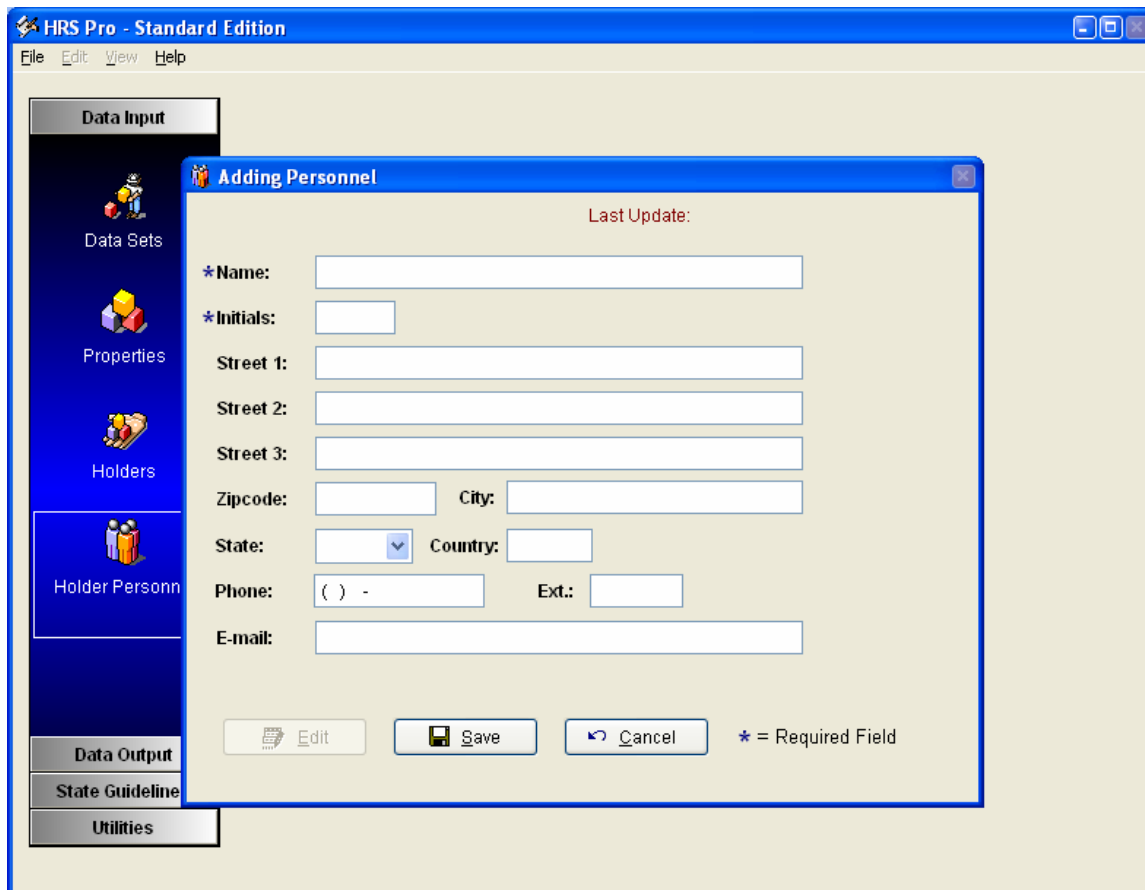 HRS Pro - Standard Edition
File Edit View Help
Data Input
Data Sets
Properties
Holders
Holder Personn
Data Output
State Guideline
Utilities
Adding Personnel
Last Update:
*Name:
*Initials:
Street 1:
Street 2:
Street 3:
Zipcode: City:
State: Country:
Phone: ( ) - Ext.:
E-mail:
Edit Save Cancel * = Required Field